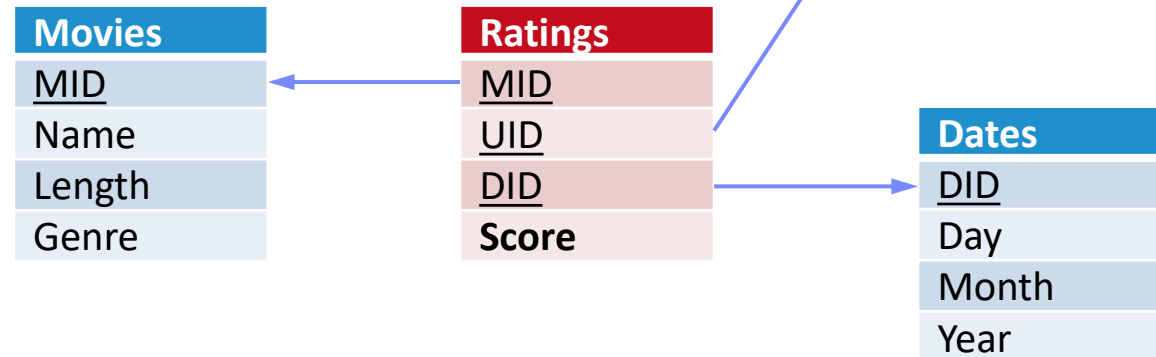 Movies
MID
Name
Length
Genre
Ratings
MID
UID
DID
Score
Dates
DID
Day
Month
Year